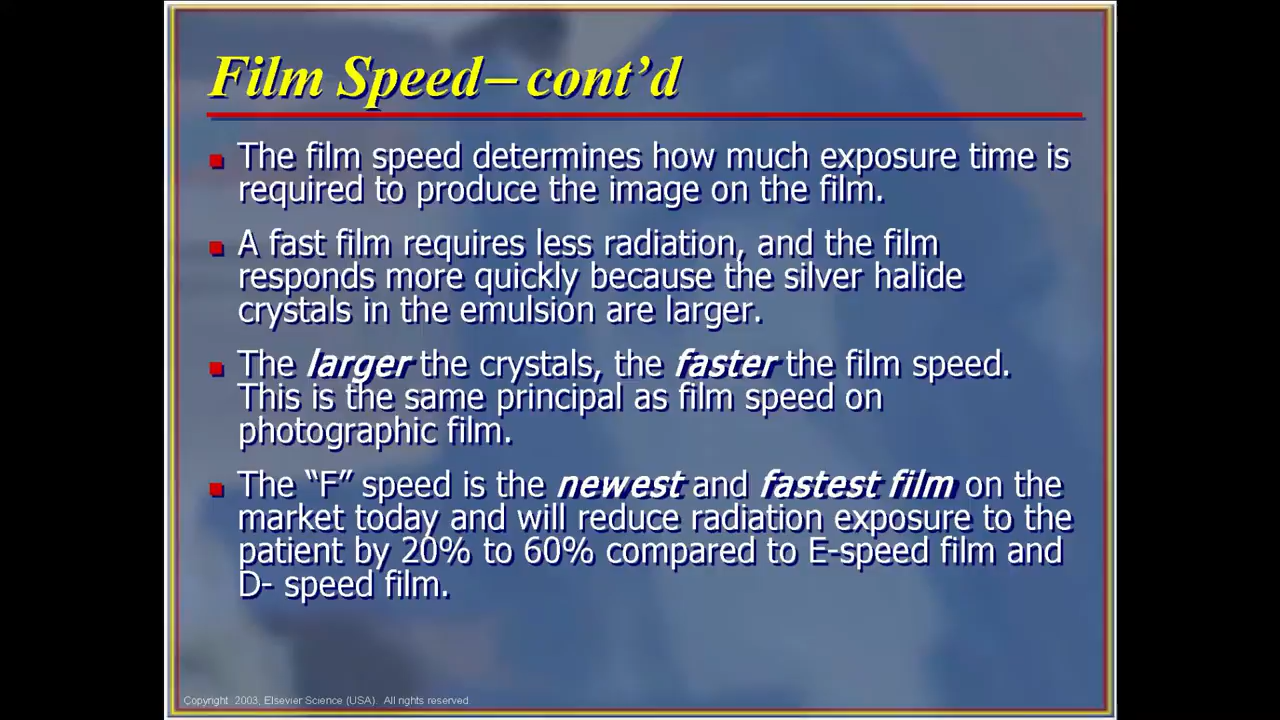 Film Speed–cont'd
The film speed determines how much exposure time is
required to produce the image on the film.
A fast film requires less radiation, and the film
responds more quickly because the silver halide
crystals in the emulsion are larger.
The larger the crystals, the faster the film speed.
This is the same principal as film speed on
photographic film.
The “F” speed is the newest and fastest film on the
market today and will reduce radiation exposure to the
patient by 20% to 60% compared to E-speed film and
D- speed film.
Copyright 2003, Elsevier Science (USA). All rights reserved.